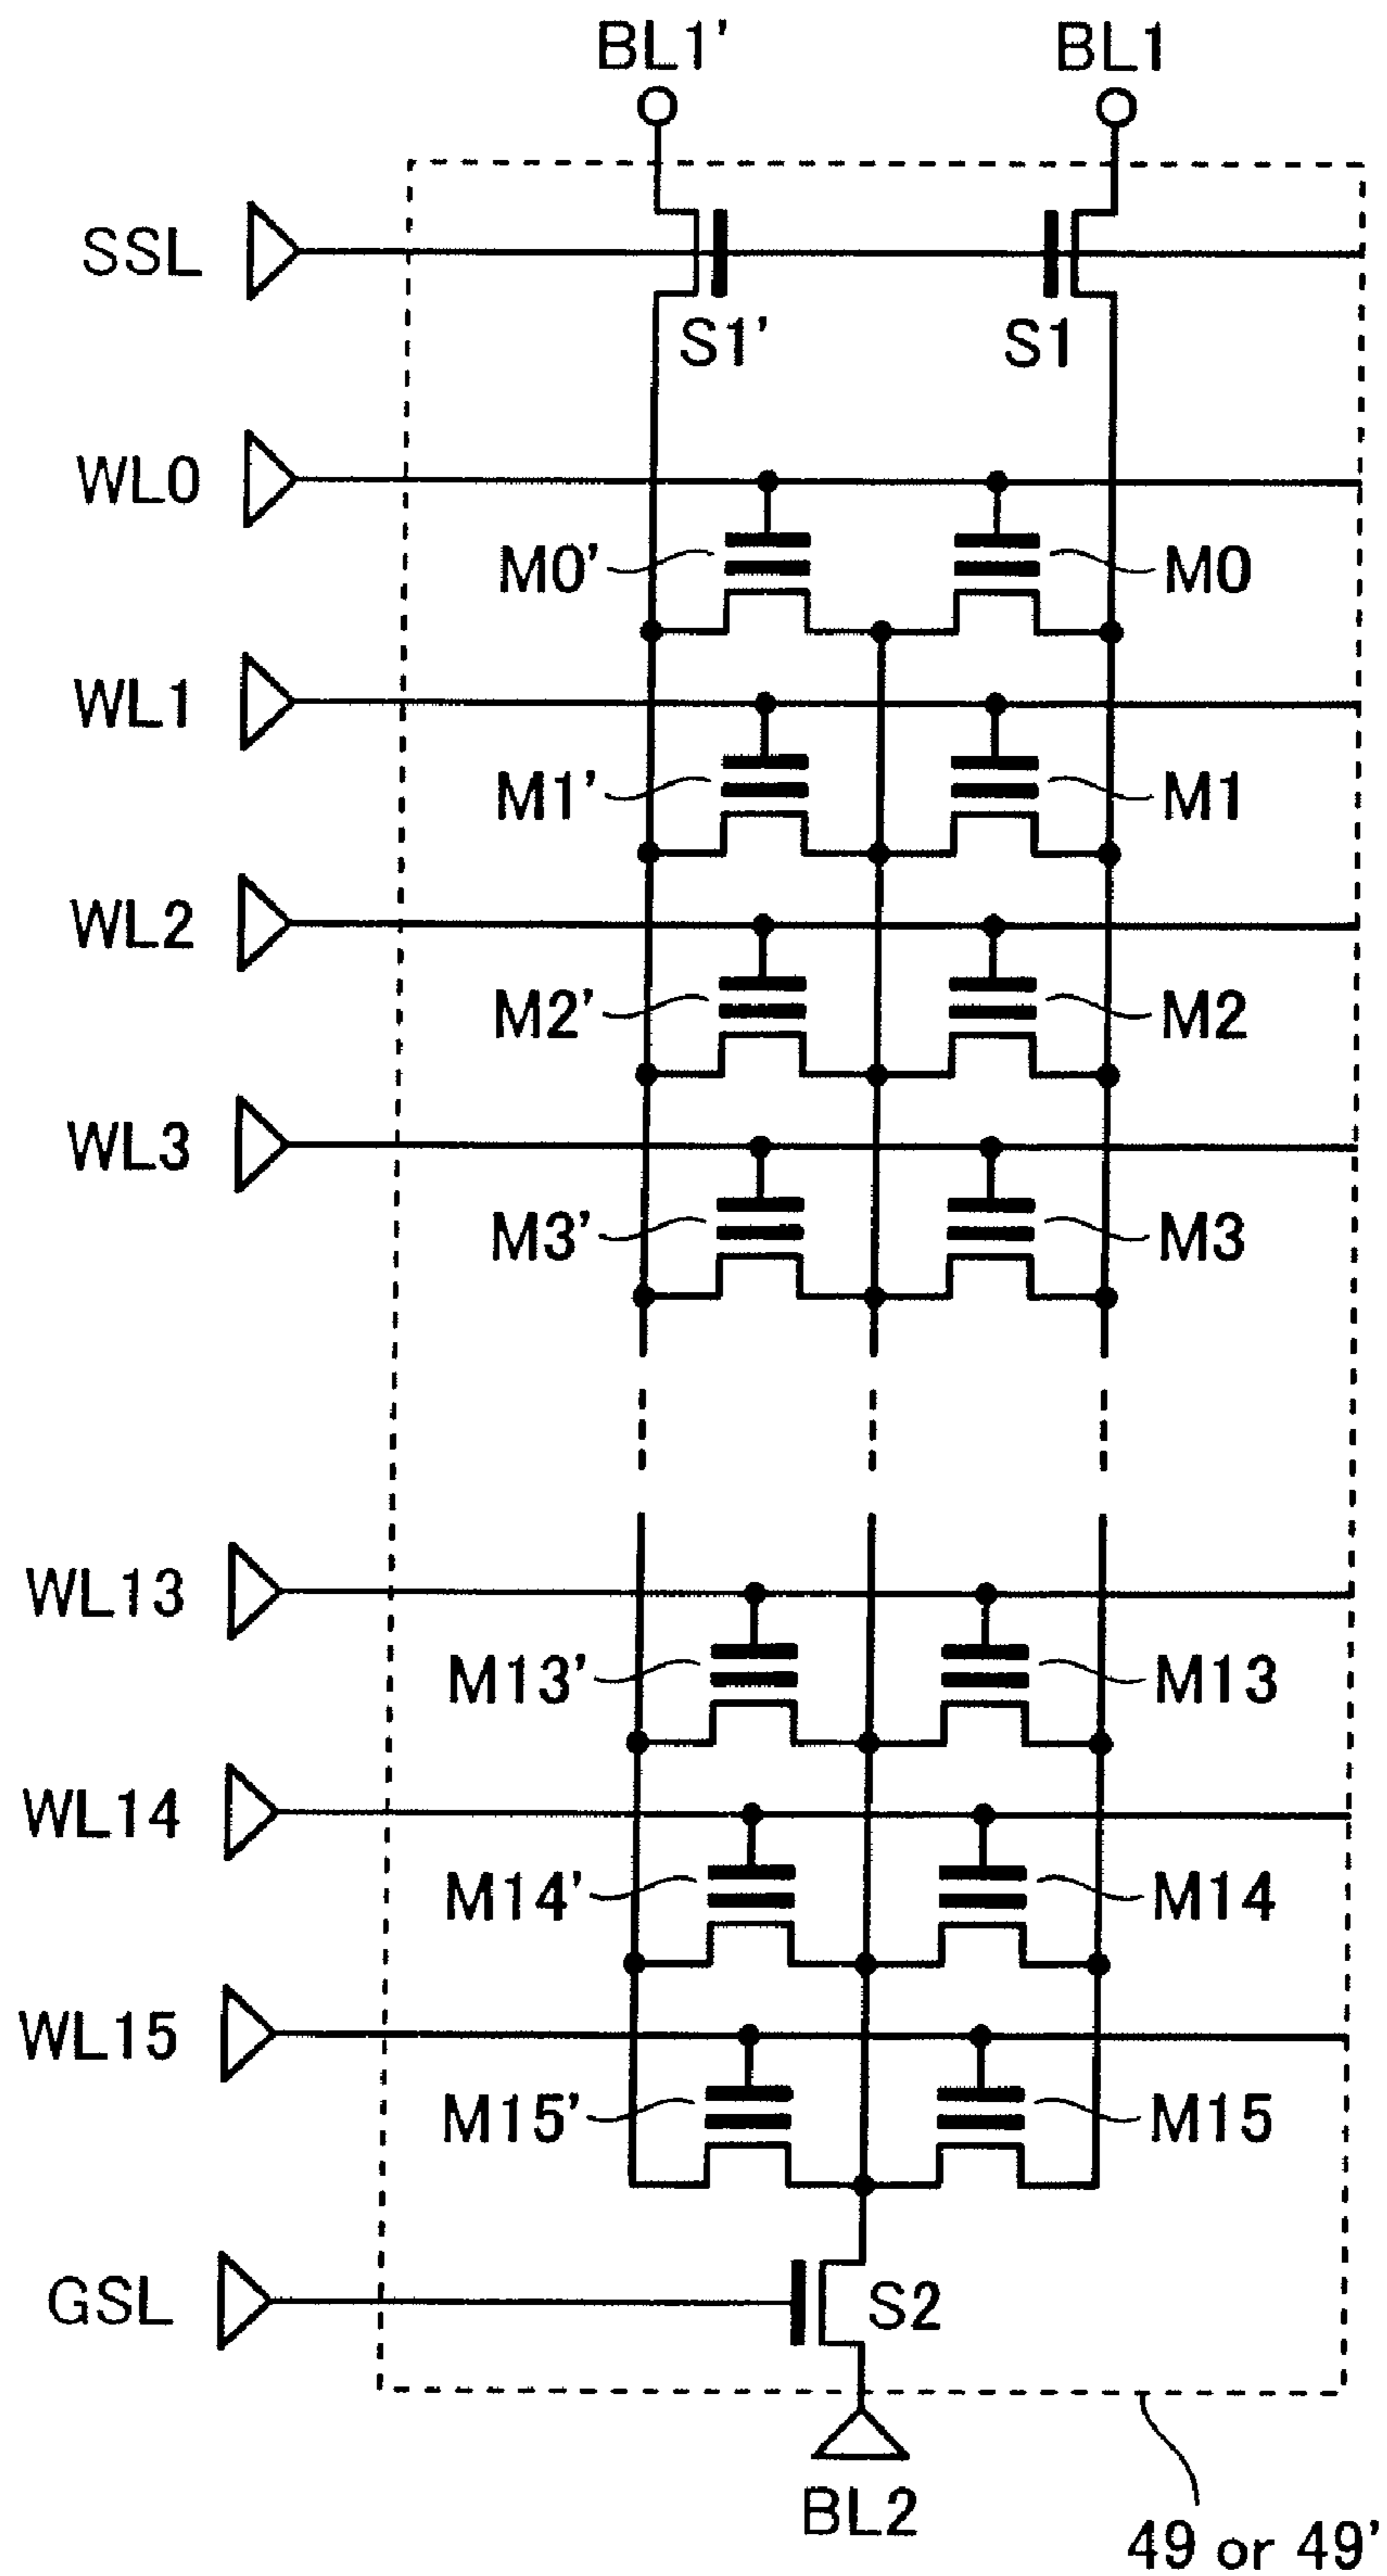 BL1' BL1
SSL
S1' S1
WL0
M0' M0
WL1
M1' M1
WL2
M2' M2
WL3
M3' M3
WL13
M13' M13
WL14
M14' M14
WL15
M15' M15
GSL
S2
BL2
49 or 49'